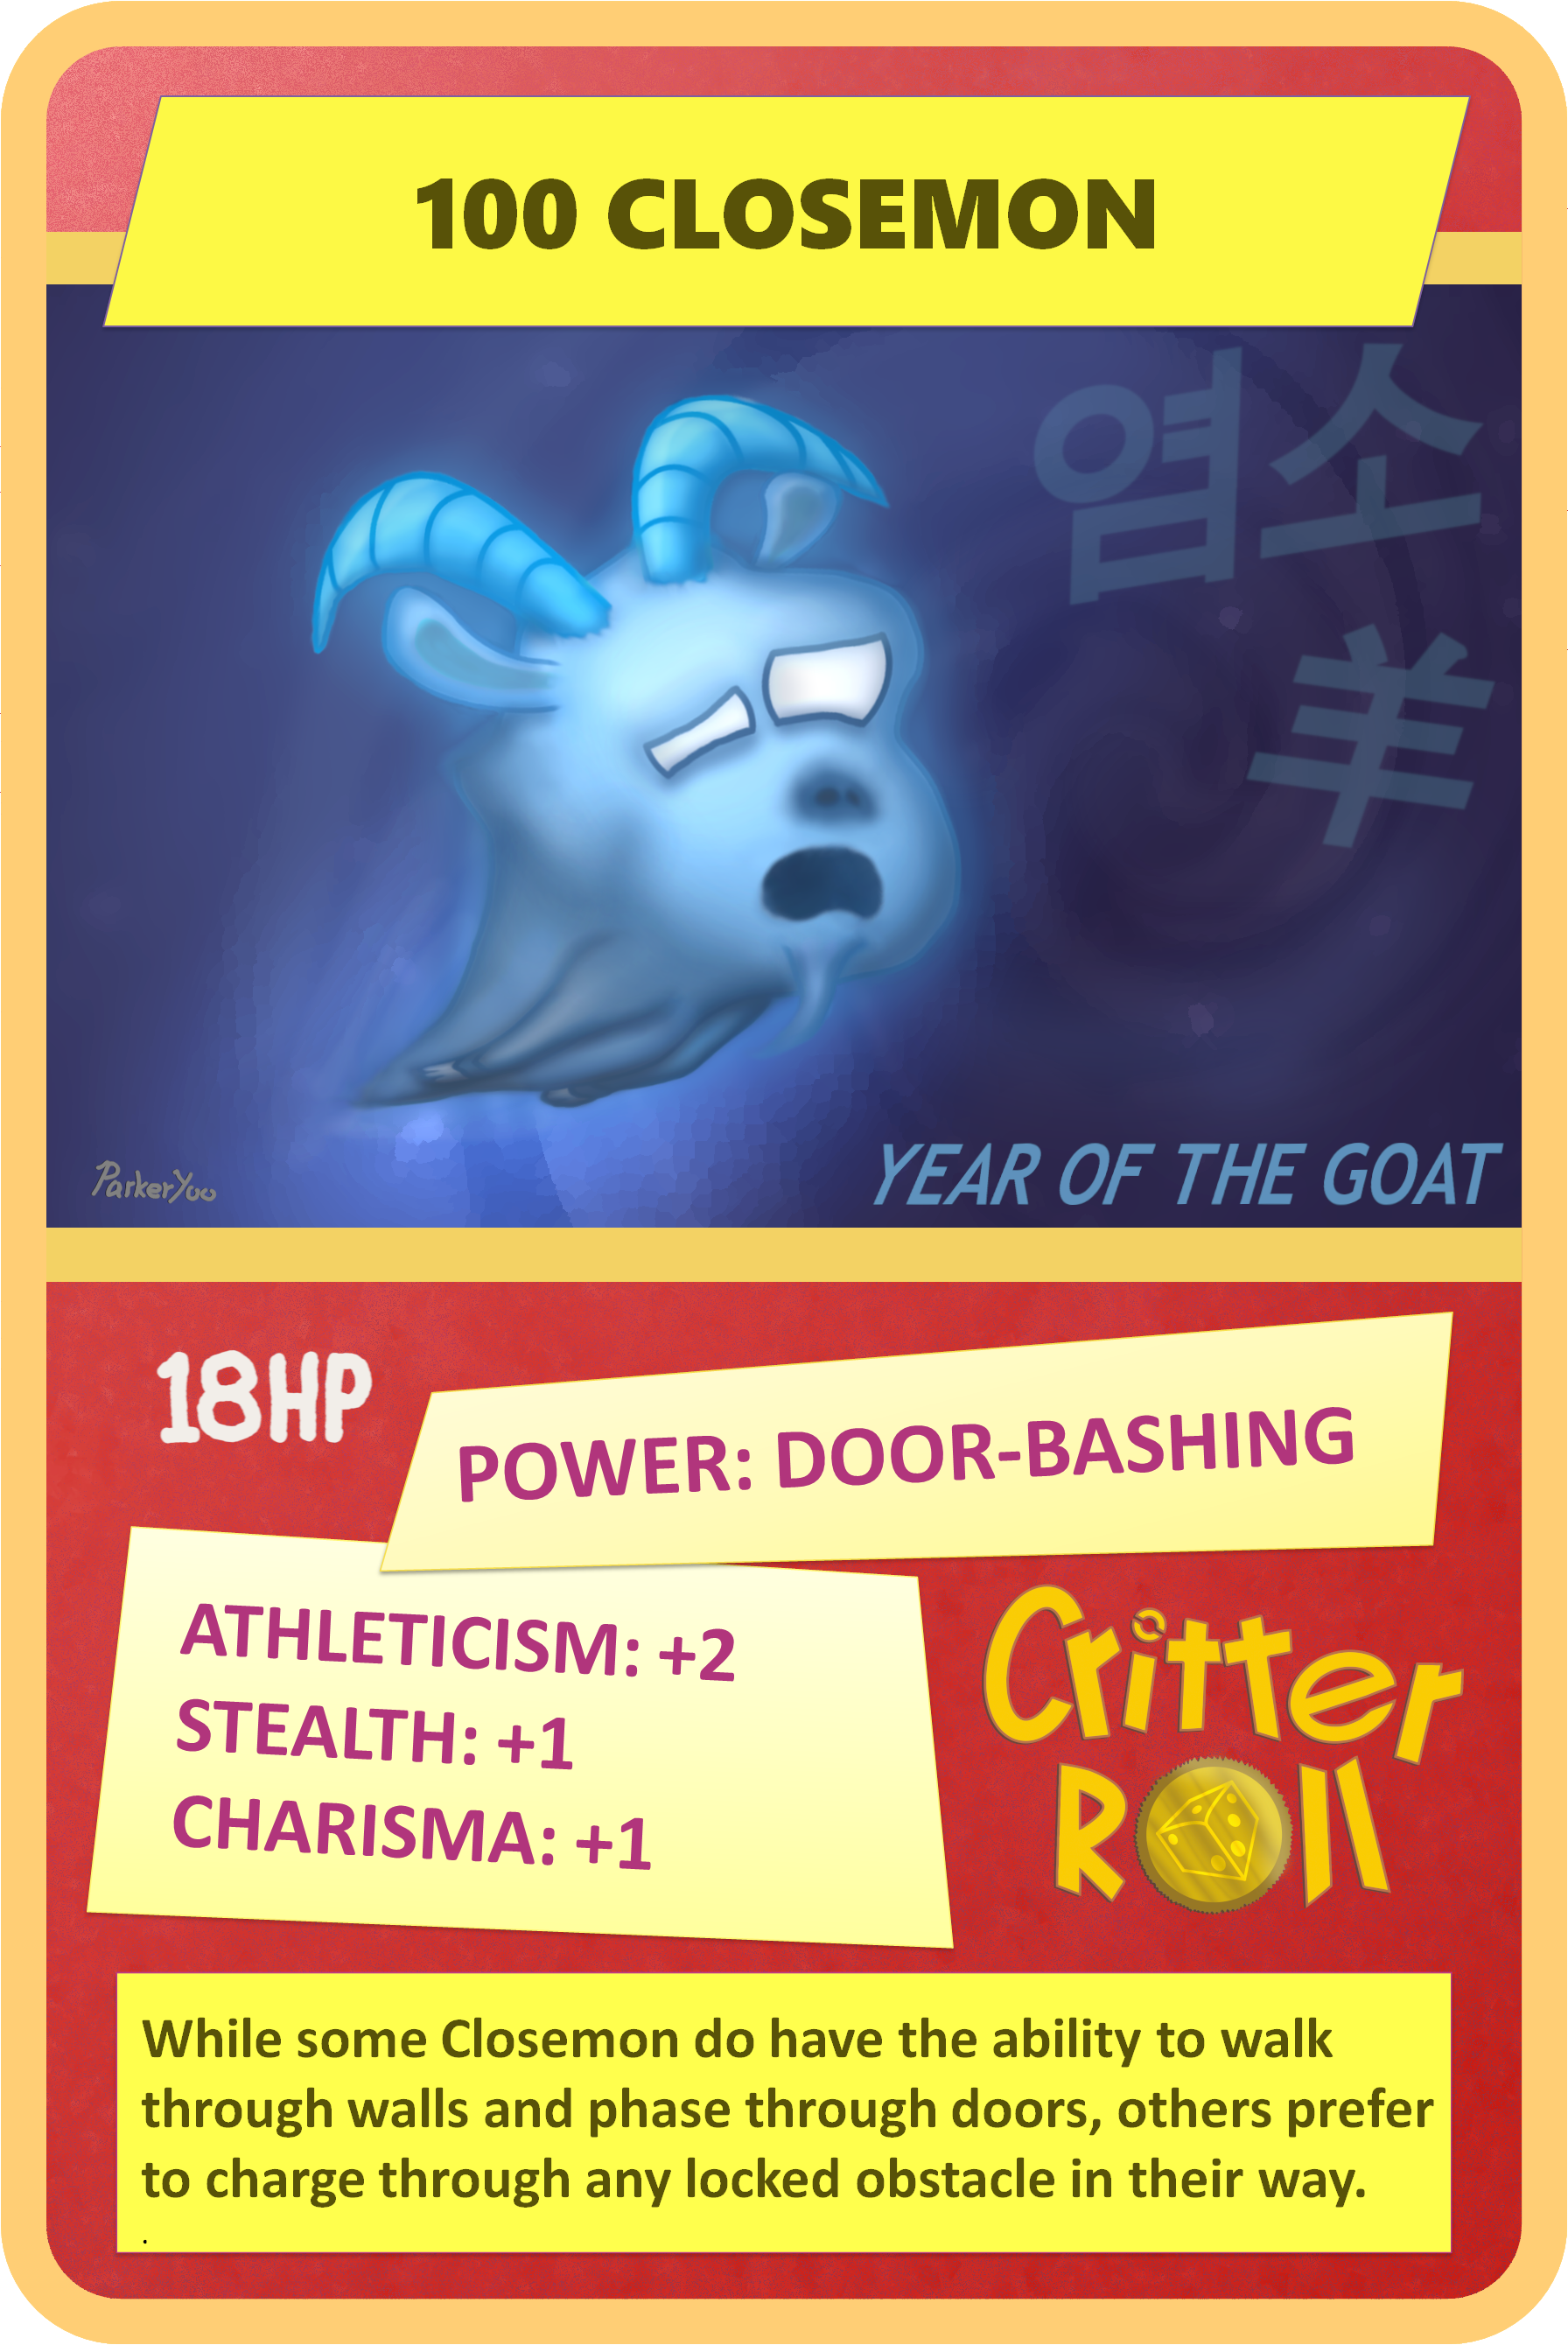 100 CLOSEMON
염소
羊
ParkerYoo
YEAR OF THE GOAT
18HP
POWER: DOOR-BASHING
ATHLETICISM: +2
STEALTH: +1
CHARISMA: +1
Critter
ROll
While some Closemon do have the ability to walk
through walls and phase through doors, others prefer
to charge through any locked obstacle in their way.
.